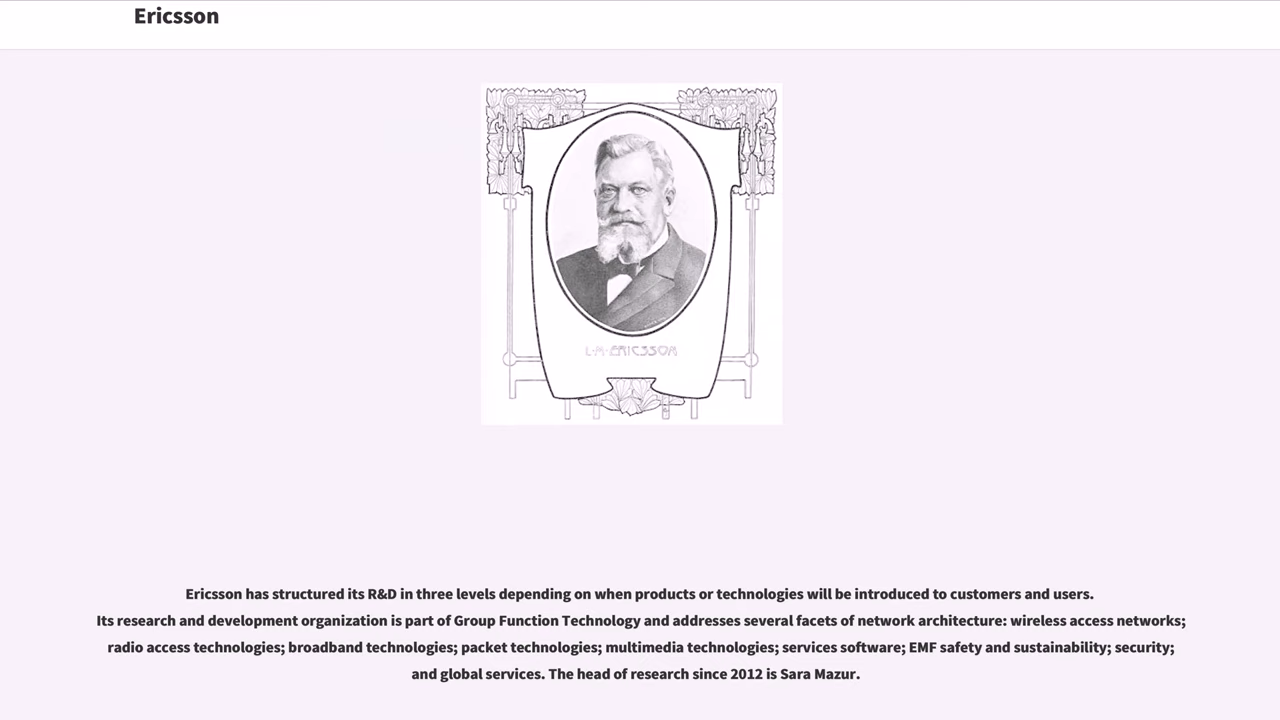 Ericsson
L·M·ERICSSON
Ericsson has structured its R&D in three levels depending on when products or technologies will be introduced to customers and users.
Its research and development organization is part of Group Function Technology and addresses several facets of network architecture: wireless access networks;
radio access technologies; broadband technologies; packet technologies; multimedia technologies; services software; EMF safety and sustainability; security;
and global services. The head of research since 2012 is Sara Mazur.